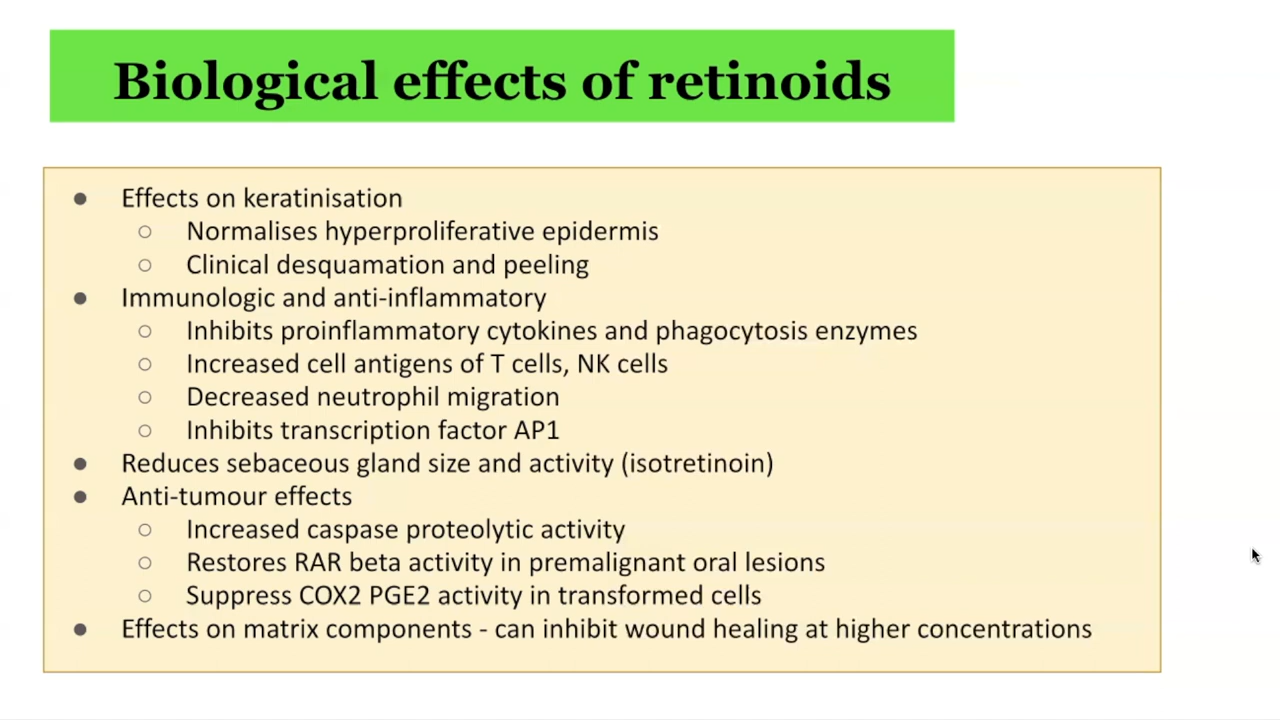 Biological effects of retinoids
● Effects on keratinisation
○ Normalises hyperproliferative epidermis
○ Clinical desquamation and peeling
● Immunologic and anti-inflammatory
○ Inhibits proinflammatory cytokines and phagocytosis enzymes
○ Increased cell antigens of T cells, NK cells
○ Decreased neutrophil migration
○ Inhibits transcription factor AP1
● Reduces sebaceous gland size and activity (isotretinoin)
● Anti-tumour effects
○ Increased caspase proteolytic activity
○ Restores RAR beta activity in premalignant oral lesions
○ Suppress COX2 PGE2 activity in transformed cells
● Effects on matrix components - can inhibit wound healing at higher concentrations